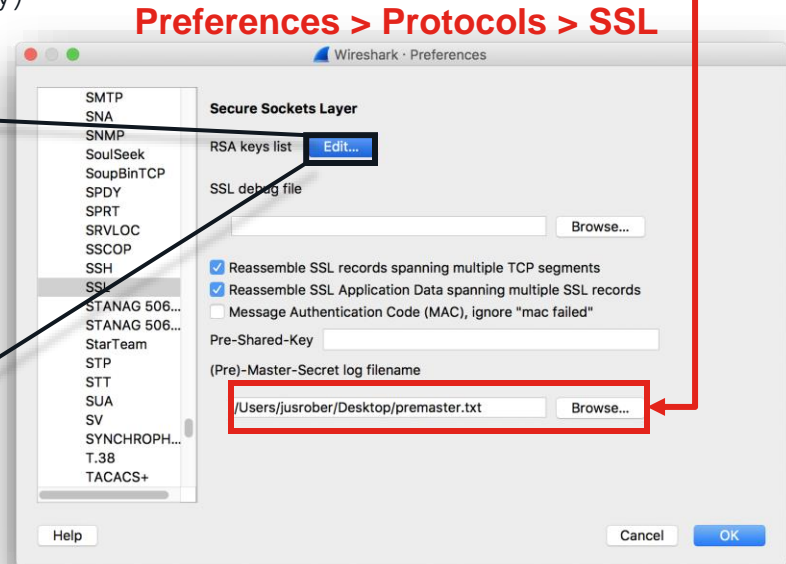 y)
Preferences > Protocols > SSL
Wireshark · Preferences
SMTP
SNA
SNMP
SoulSeek
SoupBinTCP
SPDY
SPRT
SRVLOC
SSCOP
SSH
SSL
STANAG 506...
STANAG 506...
StarTeam
STP
STT
SUA
SV
SYNCHROPH...
T.38
TACACS+
Secure Sockets Layer
RSA keys list Edit...
SSL debug file
Browse...
Reassemble SSL records spanning multiple TCP segments
Reassemble SSL Application Data spanning multiple SSL records
Message Authentication Code (MAC), ignore "mac failed"
Pre-Shared-Key
(Pre)-Master-Secret log filename
/Users/jusrober/Desktop/premaster.txt Browse...
Help Cancel OK